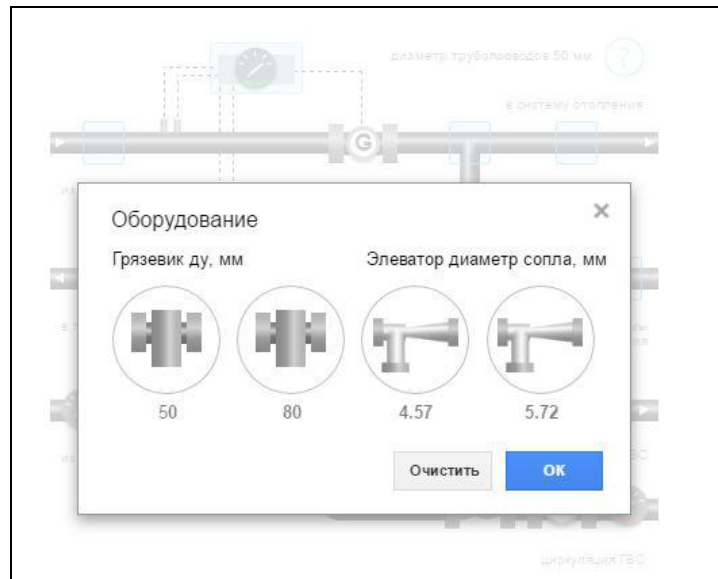 диаметр трубопроводов 50 мм
?
в систему отопления
G
Оборудование
×
Грязевик ду, мм
Элеватор диаметр сопла, мм
50
80
4.57
5.72
Очистить
ОК
циркуляция ГВС